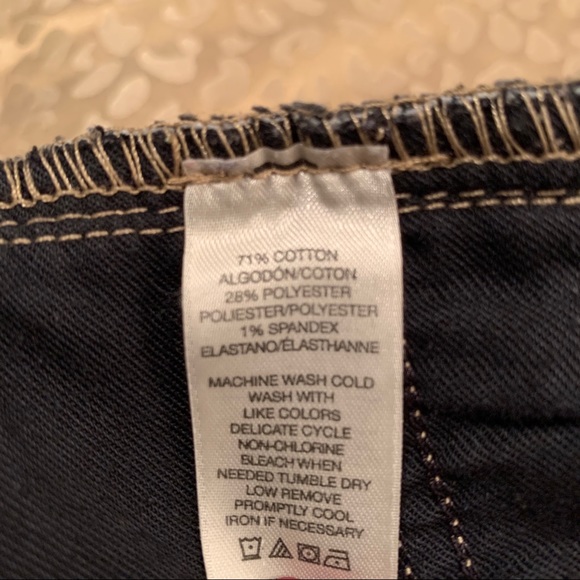 71% COTTON
ALGODÓN/COTON
28% POLYESTER
POLIESTER/POLYESTER
1% SPANDEX
ELASTANO/ÉLASTHANNE
MACHINE WASH COLD
WASH WITH
LIKE COLORS
DELICATE CYCLE
NON-CHLORINE
BLEACH WHEN
NEEDED TUMBLE DRY
LOW REMOVE
PROMPTLY COOL
IRON IF NECESSARY